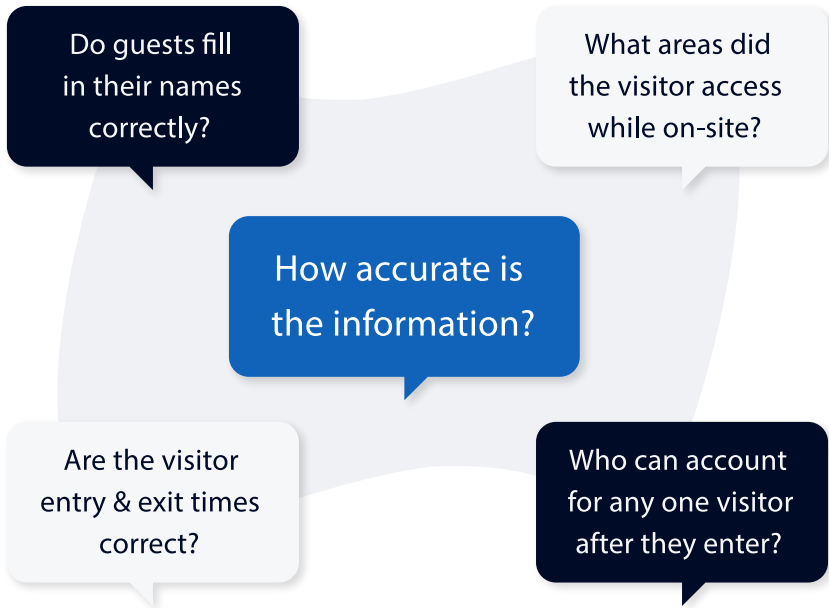 Do guests fill
in their names
correctly?
What areas did
the visitor access
while on-site?
How accurate is
the information?
Are the visitor
entry & exit times
correct?
Who can account
for any one visitor
after they enter?